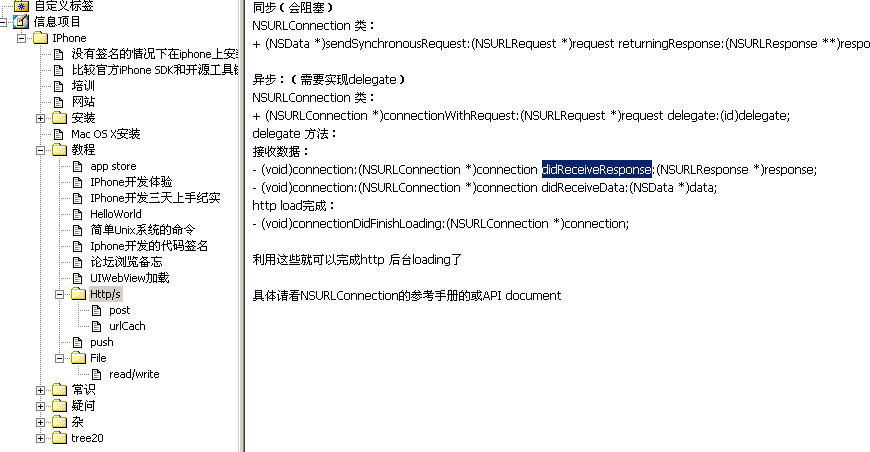 自定义标签
信息项目
IPhone
没有签名的情况下在iphone上安装
比较官方iPhone SDK和开源工具
培训
网站
安装
Mac OS X安装
教程
app store
IPhone开发体验
IPhone开发三天上手纪实
HelloWorld
简单Unix系统的命令
Iphone开发的代码签名
论坛浏览备忘
UIWebView加载
Http/s
post
urlCach
push
File
read/write
常识
疑问
杂
tree20
同步（会阻塞）
NSURLConnection 类：
+ (NSData *)sendSynchronousRequest:(NSURLRequest *)request returningResponse:(NSURLResponse **)respo
异步：（需要实现delegate）
NSURLConnection 类：
+ (NSURLConnection *)connectionWithRequest:(NSURLRequest *)request delegate:(id)delegate;
delegate 方法：
接收数据：
- (void)connection:(NSURLConnection *)connection didReceiveResponse:(NSURLResponse *)response;
- (void)connection:(NSURLConnection *)connection didReceiveData:(NSData *)data;
http load完成：
- (void)connectionDidFinishLoading:(NSURLConnection *)connection;
利用这些就可以完成http 后台loading了
具体请看NSURLConnection的参考手册的或API document